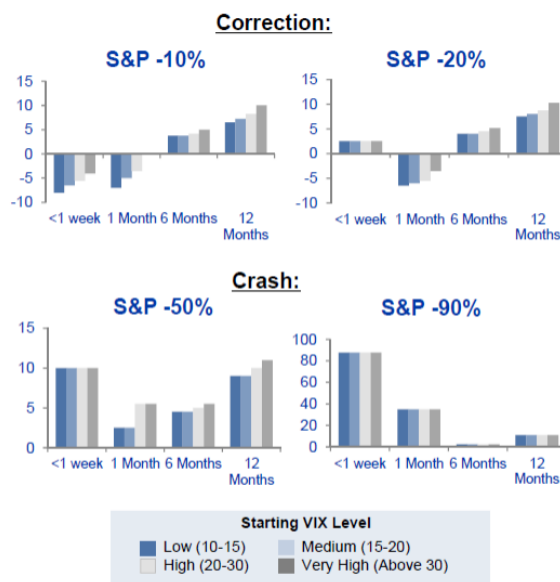 Correction:
S&P -10%
S&P -20%
15
10
5
0
-5
-10
<1 week
1 Month
6 Months
12
Months
15
10
5
0
-5
-10
<1 week
1 Month
6 Months
12
Months
Crash:
S&P -50%
S&P -90%
15
10
5
0
<1 week
1 Month
6 Months
12
Months
100
80
60
40
20
0
<1 week
1 Month
6 Months
12
Months
Starting VIX Level
Low (10-15)
Medium (15-20)
High (20-30)
Very High (Above 30)